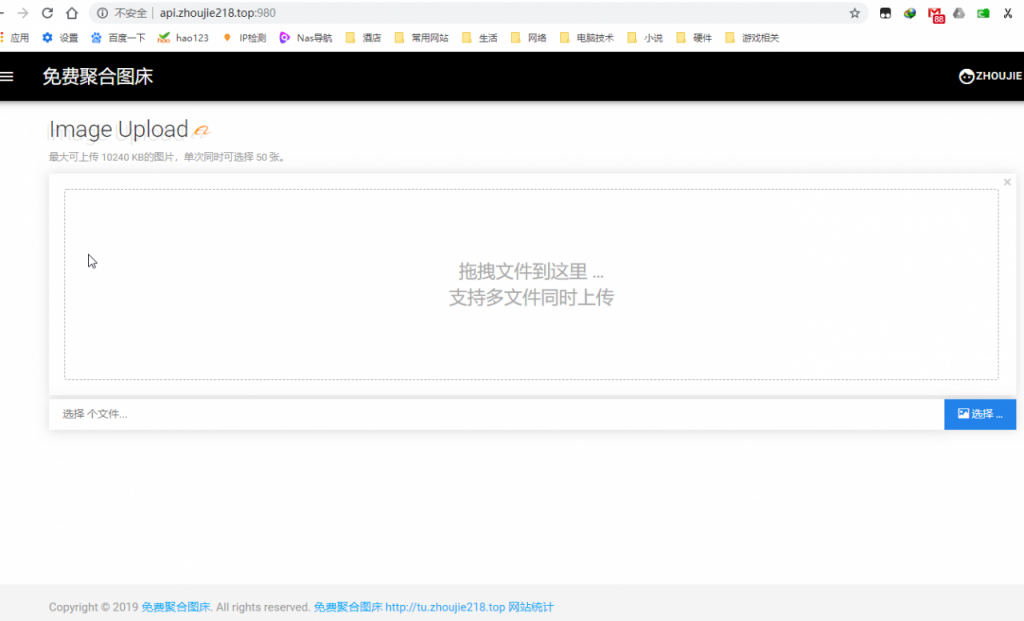 不安全 | api.zhoujie218.top:980
88
应用 设置 百度一下 hao123 IP检测 Nas导航 酒店 常用网站 生活 网络 电脑技术 小说 硬件 游戏相关
免费聚合图床 ZHOUJIE
Image Upload
最大可上传 10240 KB的图片，单次同时可选择 50 张。
拖拽文件到这里 ...
支持多文件同时上传
选择 个文件... 选择 ...
Copyright © 2019 免费聚合图床. All rights reserved. 免费聚合图床 http://tu.zhoujie218.top 网站统计